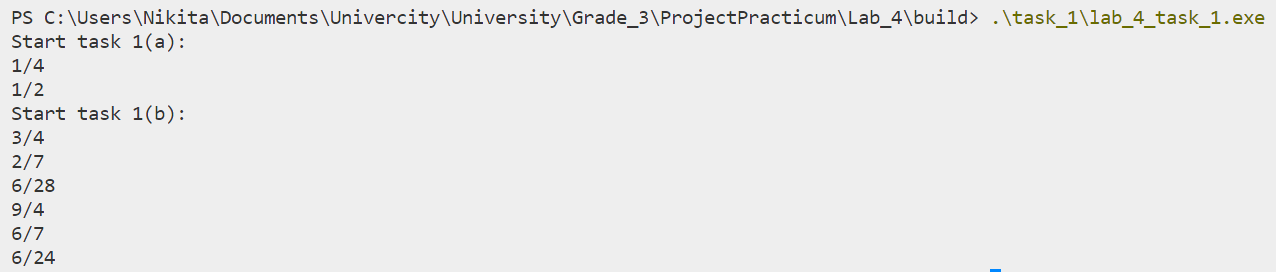 PS C:\Users\Nikita\Documents\Univercity\University\Grade_3\ProjectPracticum\Lab_4\build> .\task_1\lab_4_task_1.exe
Start task 1(a):
1/4
1/2
Start task 1(b):
3/4
2/7
6/28
9/4
6/7
6/24